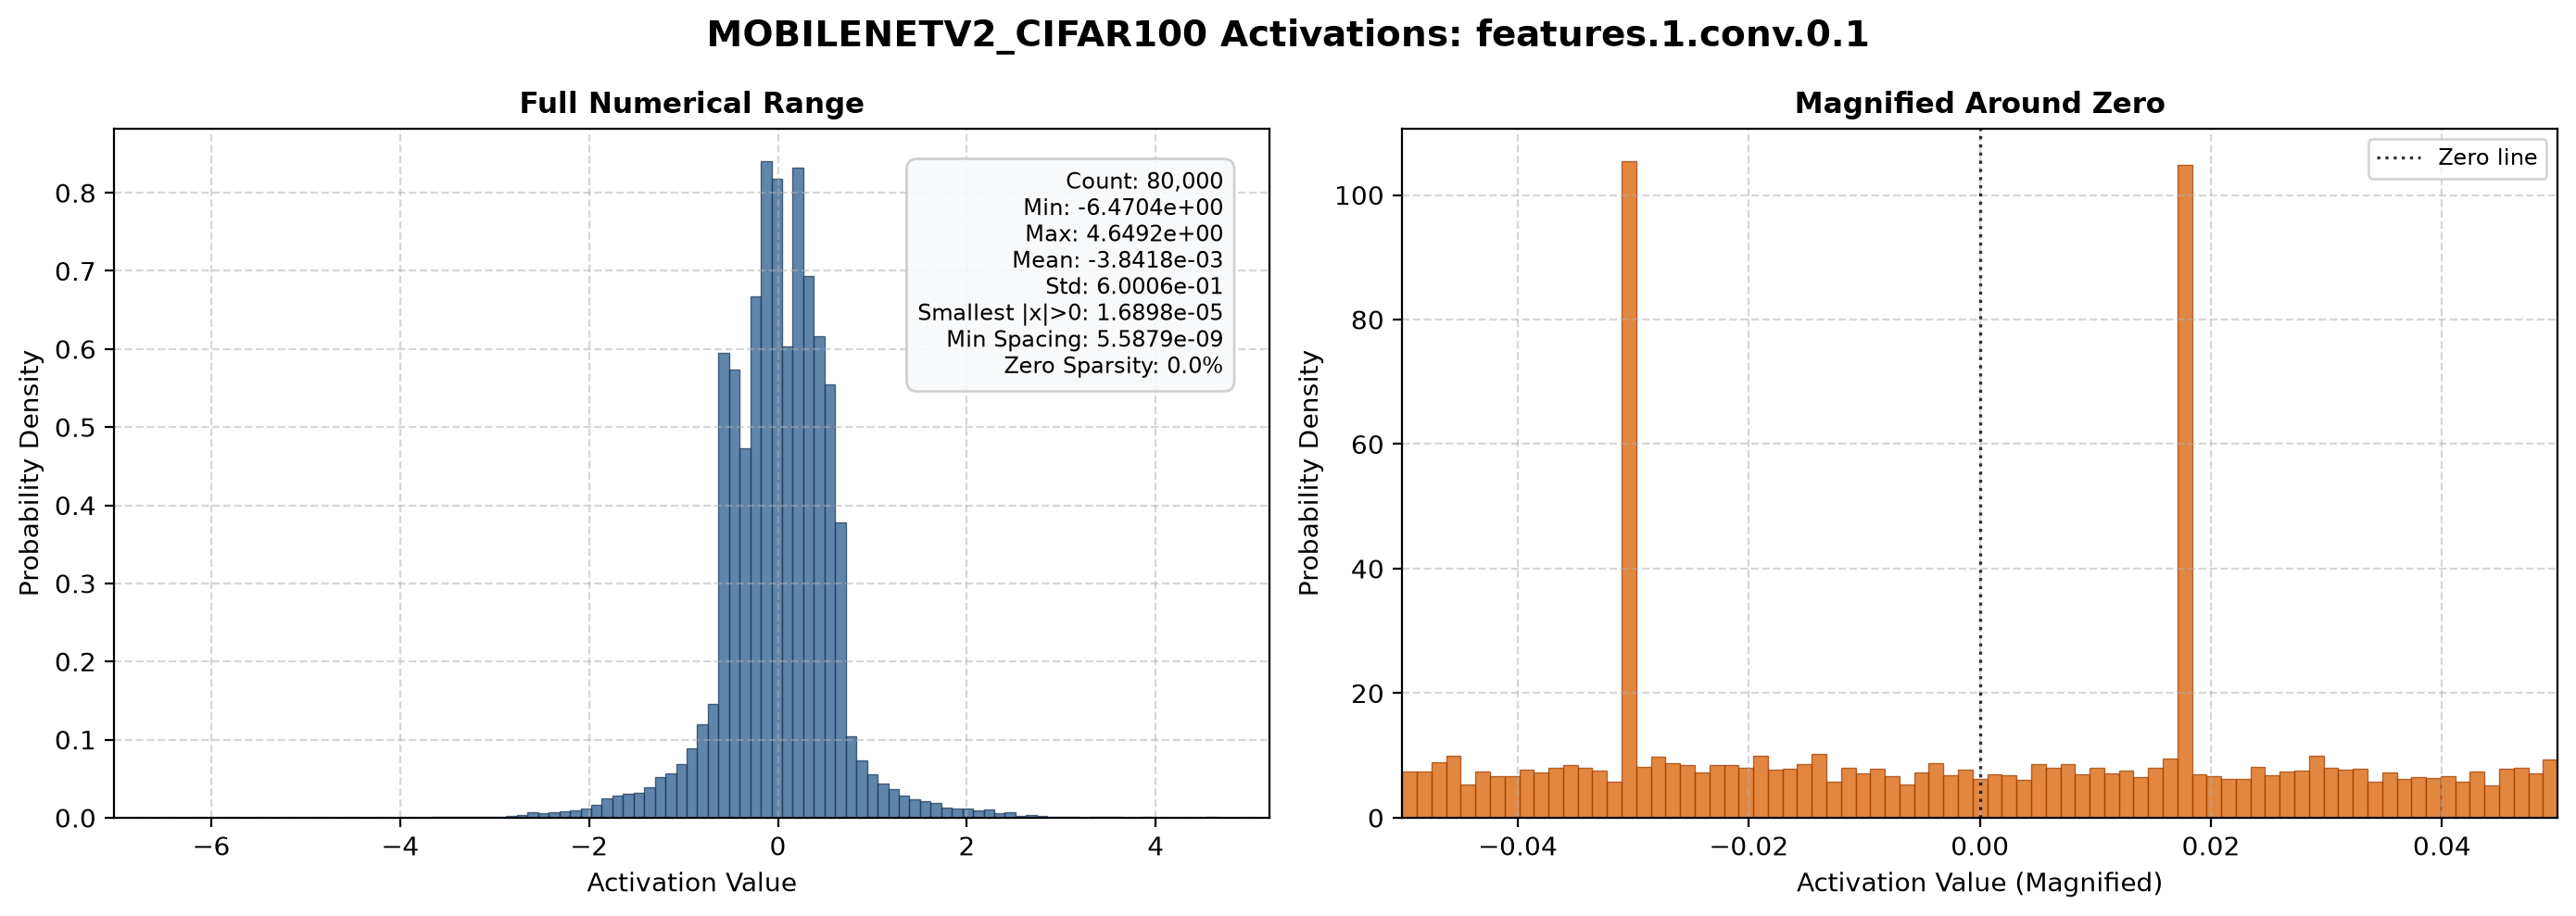 MOBILENETV2_CIFAR100 Activations: features.1.conv.0.1
Full Numerical Range
Probability Density
0.8
0.7
0.6
0.5
0.4
0.3
0.2
0.1
0.0
−6
−4
−2
0
2
4
Activation Value
Count: 80,000
Min: -6.4704e+00
Max: 4.6492e+00
Mean: -3.8418e-03
Std: 6.0006e-01
Smallest |x|>0: 1.6898e-05
Min Spacing: 5.5879e-09
Zero Sparsity: 0.0%
Magnified Around Zero
Probability Density
100
80
60
40
20
0
−0.04
−0.02
0.00
0.02
0.04
Activation Value (Magnified)
Zero line